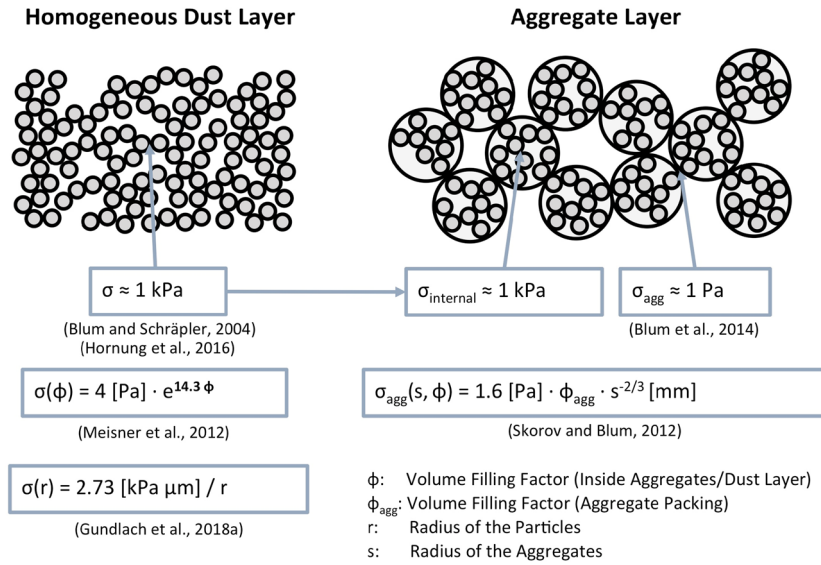 Homogeneous Dust Layer
Aggregate Layer
σ ≈ 1 kPa
σinternal ≈ 1 kPa
σagg ≈ 1 Pa
(Blum and Schräpler, 2004)
(Hornung et al., 2016)
(Blum et al., 2014)
σ(ϕ) = 4 [Pa] · e^14.3 ϕ
(Meisner et al., 2012)
σagg(s, ϕ) = 1.6 [Pa] · ϕagg · s^-2/3 [mm]
(Skorov and Blum, 2012)
σ(r) = 2.73 [kPa μm] / r
(Gundlach et al., 2018a)
ϕ: Volume Filling Factor (Inside Aggregates/Dust Layer)
ϕagg: Volume Filling Factor (Aggregate Packing)
r: Radius of the Particles
s: Radius of the Aggregates